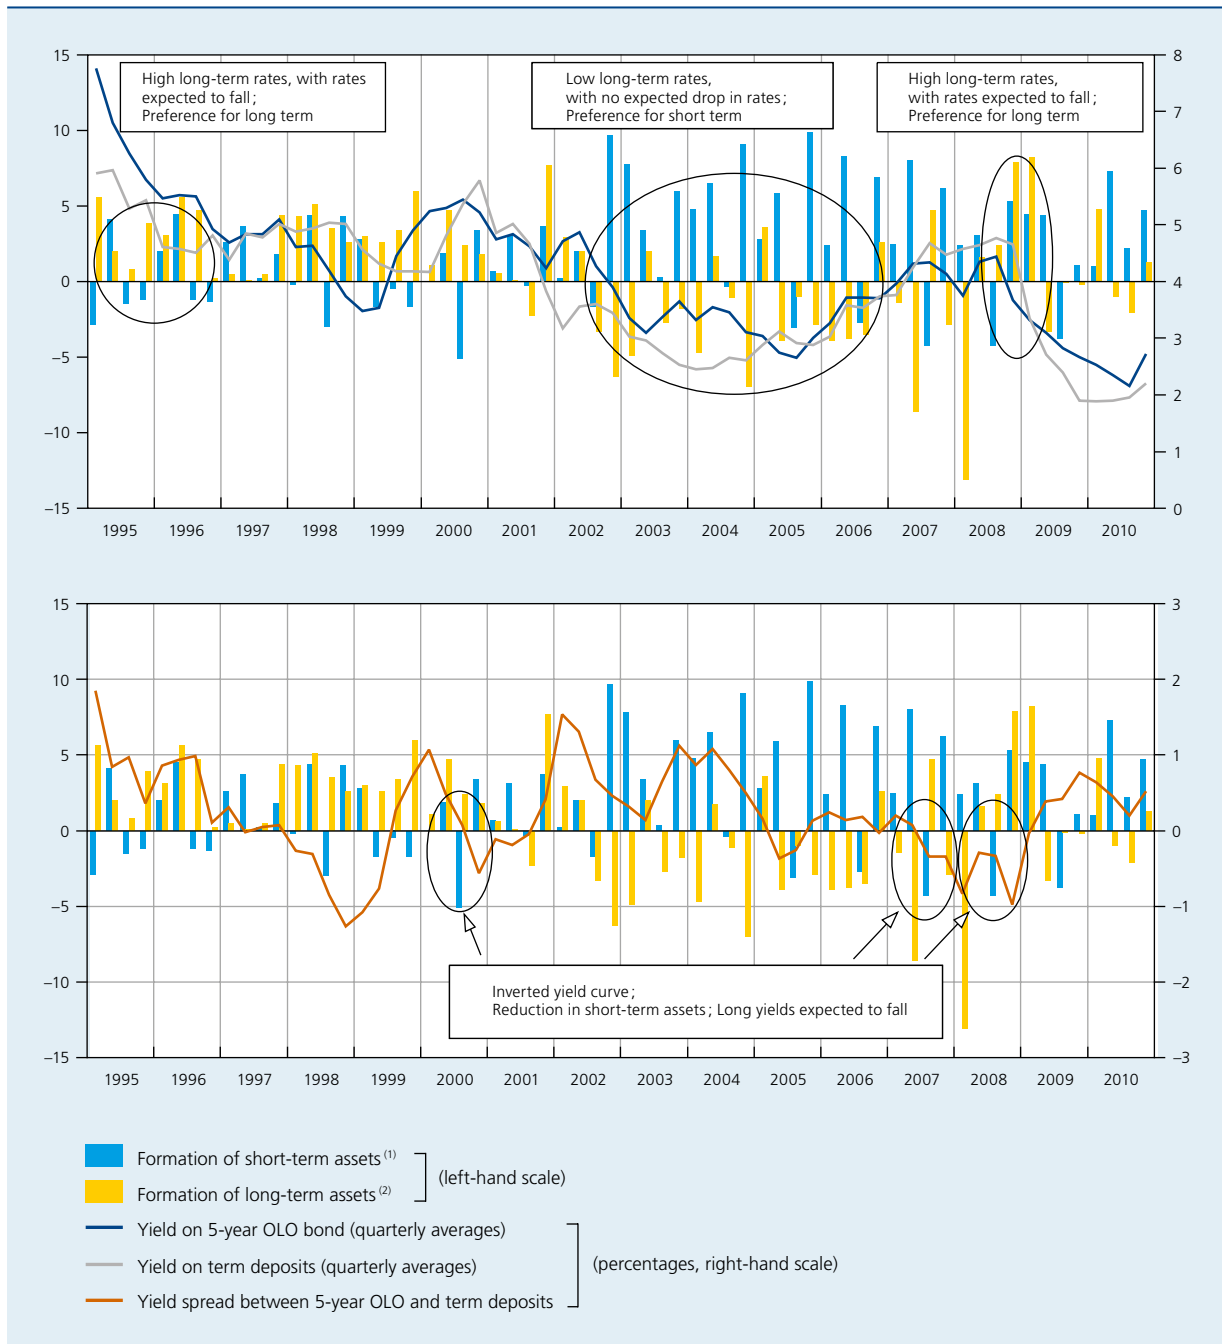 15
8
High long-term rates, with rates
expected to fall ;
Preference for long term
Low long-term rates,
with no expected drop in rates ;
Preference for short term
High long-term rates,
with rates expected to fall ;
Preference for long term
7
10
6
5
5
0
4
3
–5
2
–10
1
–15
0
1995 1996 1997 1998 1999 2000 2001 2002 2003 2004 2005 2006 2007 2008 2009 2010
15
3
10
2
5
1
0
0
–5
–1
Inverted yield curve ;
Reduction in short-term assets ; Long yields expected to fall
–10
–2
–15
–3
1995 1996 1997 1998 1999 2000 2001 2002 2003 2004 2005 2006 2007 2008 2009 2010
Formation of short-term assets (1)
(left-hand scale)
Formation of long-term assets (2)
Yield on 5-year OLO bond (quarterly averages)
Yield on term deposits (quarterly averages)
(percentages, right-hand scale)
Yield spread between 5-year OLO and term deposits